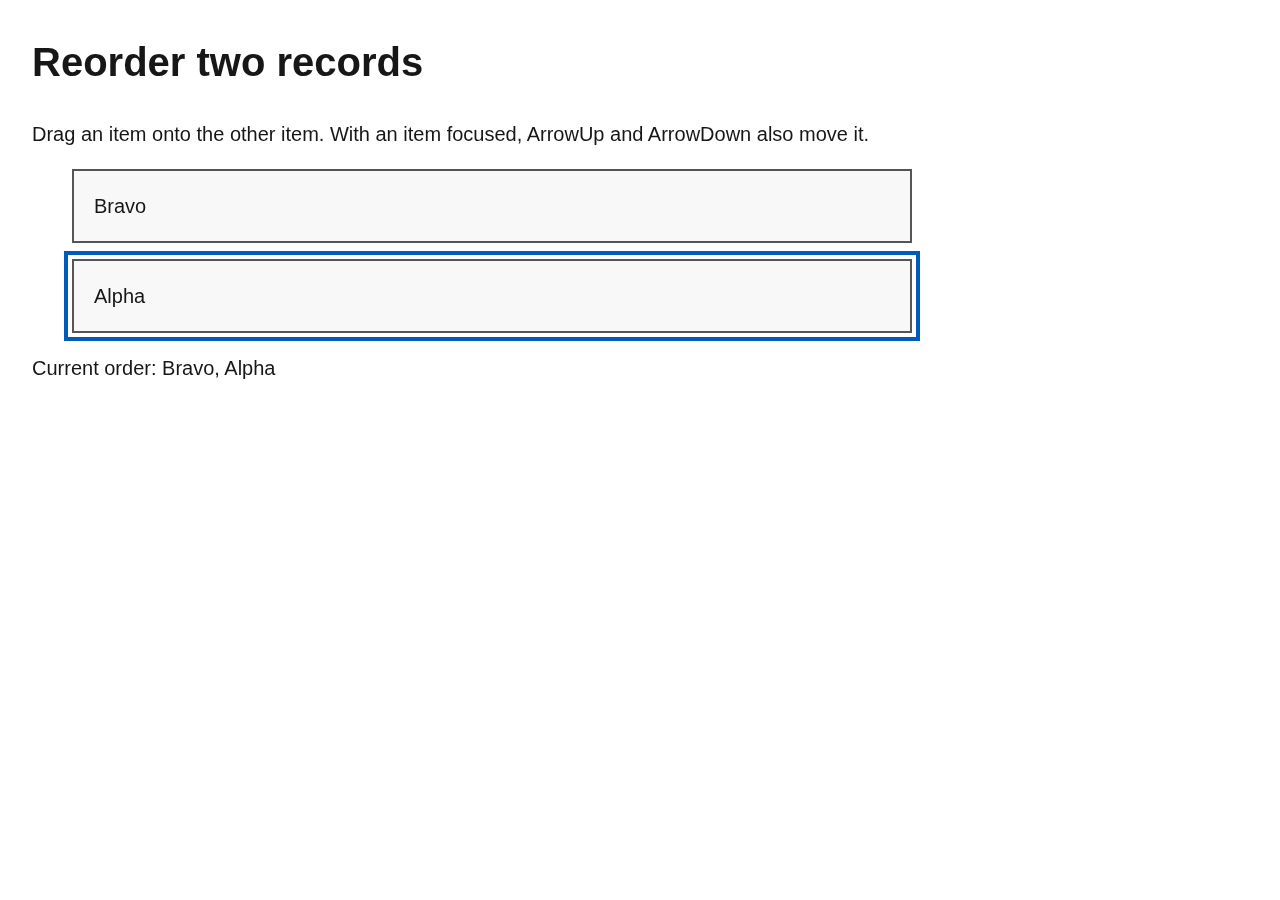 Reorder two records
Drag an item onto the other item. With an item focused, ArrowUp and ArrowDown also move it.
Bravo
Alpha
Current order: Bravo, Alpha